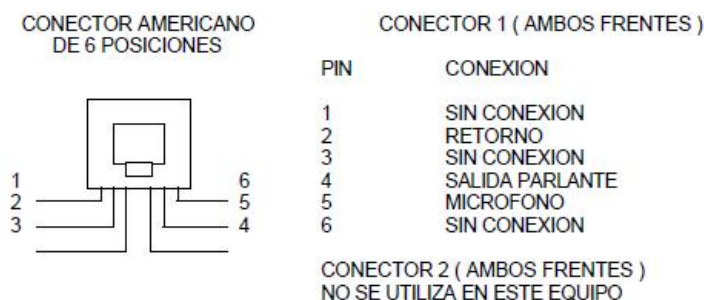 CONECTOR AMERICANO
DE 6 POSICIONES
1
2
3
6
5
4
CONECTOR 1 ( AMBOS FRENTES )
PIN CONEXION
1 SIN CONEXION
2 RETORNO
3 SIN CONEXION
4 SALIDA PARLANTE
5 MICROFONO
6 SIN CONEXION
CONECTOR 2 ( AMBOS FRENTES )
NO SE UTILIZA EN ESTE EQUIPO